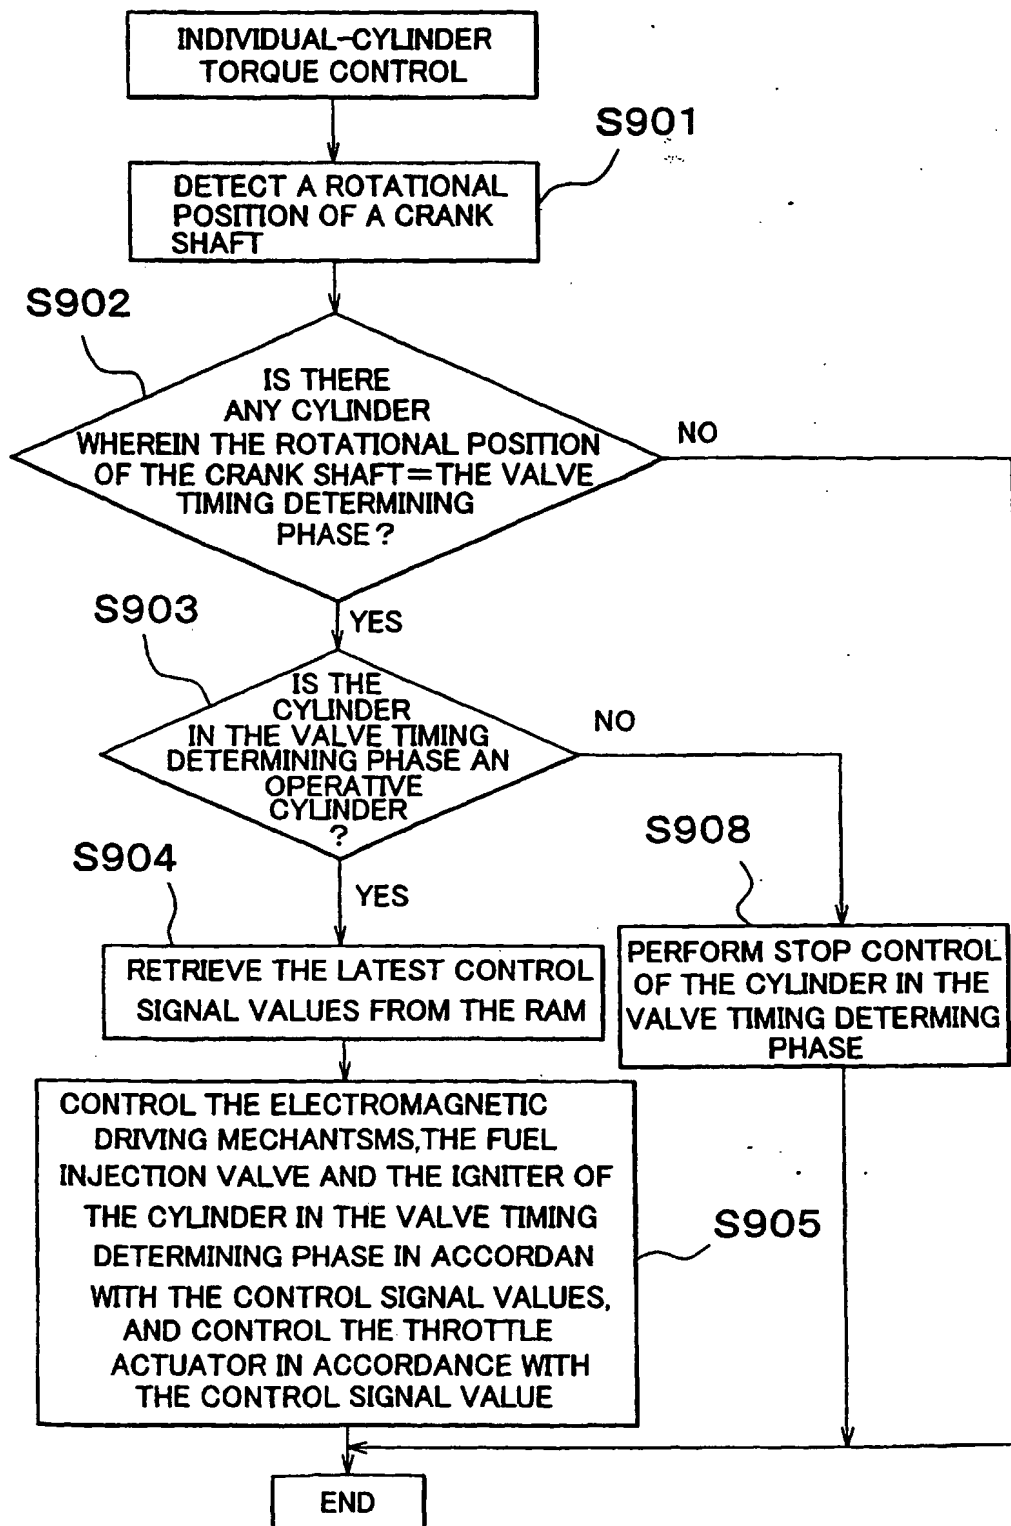 INDIVIDUAL-CYLINDER
TORQUE CONTROL
S901
DETECT A ROTATIONAL
POSITION OF A CRANK
SHAFT
S902
IS THERE
ANY CYLINDER
WHEREIN THE ROTATIONAL POSITION
OF THE CRANK SHAFT=THE VALVE
TIMING DETERMINING
PHASE?
NO
YES
S903
IS THE
CYLINDER
IN THE VALVE TIMING
DETERMINING PHASE AN
OPERATIVE
CYLINDER
?
NO
YES
S904
RETRIEVE THE LATEST CONTROL
SIGNAL VALUES FROM THE RAM
S908
PERFORM STOP CONTROL
OF THE CYLINDER IN THE
VALVE TIMING DETERMING
PHASE
CONTROL THE ELECTROMAGNETIC
DRIVING MECHANTSMS,THE FUEL
INJECTION VALVE AND THE IGNITER OF
THE CYLINDER IN THE VALVE TIMING
DETERMINING PHASE IN ACCORDAN
WITH THE CONTROL SIGNAL VALUES,
AND CONTROL THE THROTTLE
ACTUATOR IN ACCORDANCE WITH
THE CONTROL SIGNAL VALUE
S905
END